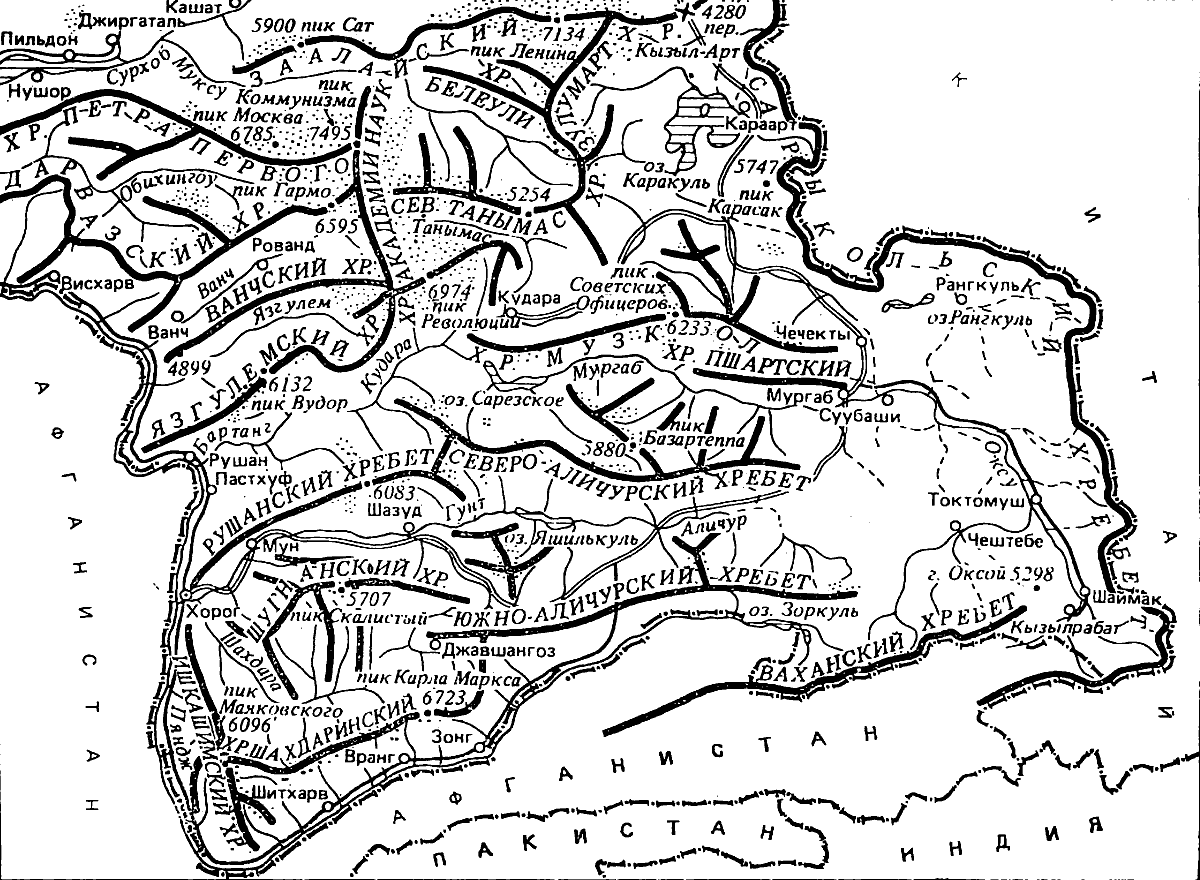 Кашат
Джиргаталь
Пильдон
Нушор
Сурхоб
Муксу
5900 пик Сат
ЗААЛАЙСКИЙ ХР.
7134
пик Ленина
4280
пер.
Кызыл-Арт
ЗУЛУМАРТ ХР.
БЕЛЕУЛИ
ХР.
пик
Коммунизма
7495
пик Москва
6785
ХР. ПЕТРА ПЕРВОГО
ХР. АКАДЕМИИ НАУК
Караарт
оз.
Каракуль
5747
пик
Карасак
САРЫКОЛЬСКИЙ ХРЕБЕТ
ДАРВАЗСКИЙ ХР.
Обихингоу
пик Гармо
6595
5254
СЕВ. ТАНЫМАС ХР.
Танымас
Висхарв
Рованд
Ванч
ВАНЧСКИЙ ХР.
Ванч
Язгулем
6974
пик
Революции
Кудара
пик
Советских
Офицеров
6233
ХР. МУЗКОЛ
Чечекты
Рангкуль
оз. Рангкуль
4899
ЯЗГУЛЕМСКИЙ ХР.
6132
пик Вудор
Кудара
ХР. ПШАРТСКИЙ
Мургаб
Мургаб
Суубаши
оз. Сарезское
Бартанг
Рушан
Пастхуф
пик
Базартеппа
5880
СЕВЕРО-АЛИЧУРСКИЙ ХРЕБЕТ
РУШАНСКИЙ ХРЕБЕТ
6083
Шазуд
Гунт
Оксу
Токтомуш
Чештебе
Мун
оз. Яшилькуль
Аличур
г. Оксой 5298
Шаймак
Кызылрабат
Хорог
ШУГНАНСКИЙ ХР.
5707
пик Скалистый
ЮЖНО-АЛИЧУРСКИЙ ХРЕБЕТ
оз. Зоркуль
Шахдара
Джавшангоз
ВАХАНСКИЙ ХРЕБЕТ
пик Карла Маркса
6723
пик
Маяковского
6096
ХР. ШАХДАРИНСКИЙ
ИШКАШИМСКИЙ ХР.
Пяндж
Зонг
Вранг
Шитхарв
АФГАНИСТАН
АФГАНИСТАН
КИТАЙ
ПАКИСТАН
ИНДИЯ